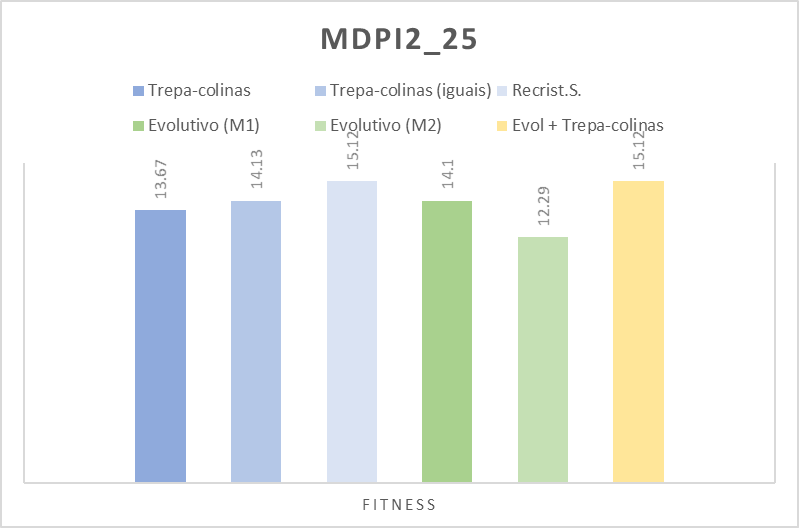 MDPI2_25
Trepa-colinas Trepa-colinas (iguais) Recrist.S.
Evolutivo (M1) Evolutivo (M2) Evol + Trepa-colinas
13.67 14.13 15.12 14.1 12.29 15.12
FITNESS